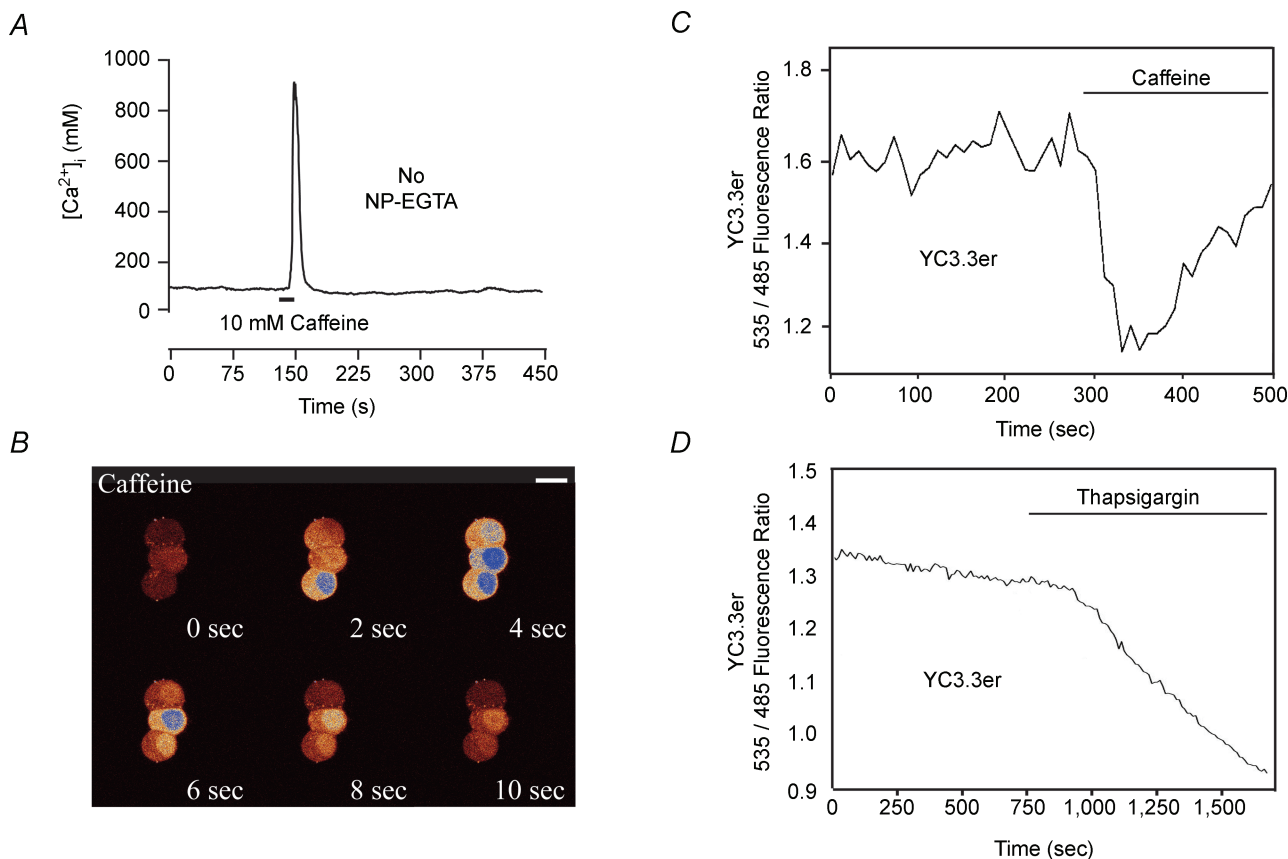 A
1000
800
600
400
200
0
[Ca²⁺]ᵢ (mM)
No
NP-EGTA
10 mM Caffeine
0 75 150 225 300 375 450
Time (s)
B
Caffeine
0 sec 2 sec 4 sec
6 sec 8 sec 10 sec
C
1.8
1.6
1.4
1.2
YC3.3er
535 / 485 Fluorescence Ratio
Caffeine
YC3.3er
0 100 200 300 400 500
Time (sec)
D
1.5
1.4
1.3
1.2
1.1
1.0
0.9
YC3.3er
535 / 485 Fluorescence Ratio
Thapsigargin
YC3.3er
0 250 500 750 1,000 1,250 1,500
Time (sec)